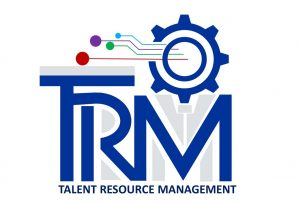 TRM
TALENT RESOURCE MANAGEMENT